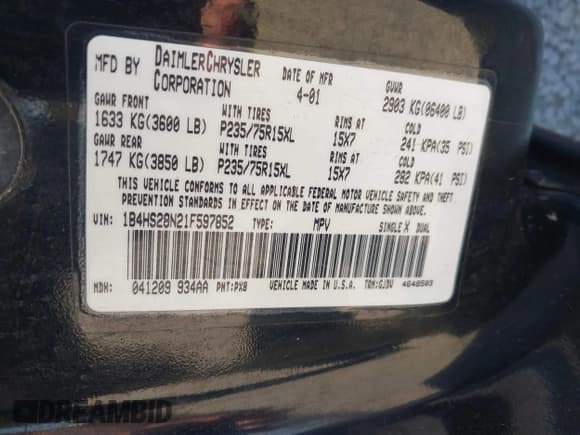 MFD BY DAIMLERCHRYSLER CORPORATION DATE OF MFR 4-01 GVWR 2903 KG(06400 LB)
GAWR FRONT WITH TIRES RIMS AT COLD
1633 KG(3600 LB) P235/75R15XL 15X7 241 KPA(35 PSI)
GAWR REAR WITH TIRES RIMS AT COLD
1747 KG(3850 LB) P235/75R15XL 15X7 282 KPA(41 PSI)
THIS VEHICLE CONFORMS TO ALL APPLICABLE FEDERAL MOTOR VEHICLE SAFETY AND THEFT
PREVENTION STANDARDS IN EFFECT ON THE DATE OF MANUFACTURE SHOWN ABOVE.
VIN: 1B4HS28N21F597852 TYPE: MPV SINGLE X DUAL
MDH: 041209 934AA PNT:PX8 VEHICLE MADE IN U.S.A. TRM:GJDV 4648503
DREAMBID